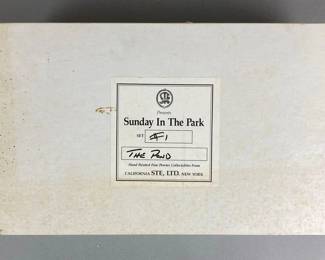 STE
Presents
Sunday In The Park
SET #1
THE POND
Hand Painted Fine Pewter Collectibles From
CALIFORNIA STE, LTD. NEW YORK